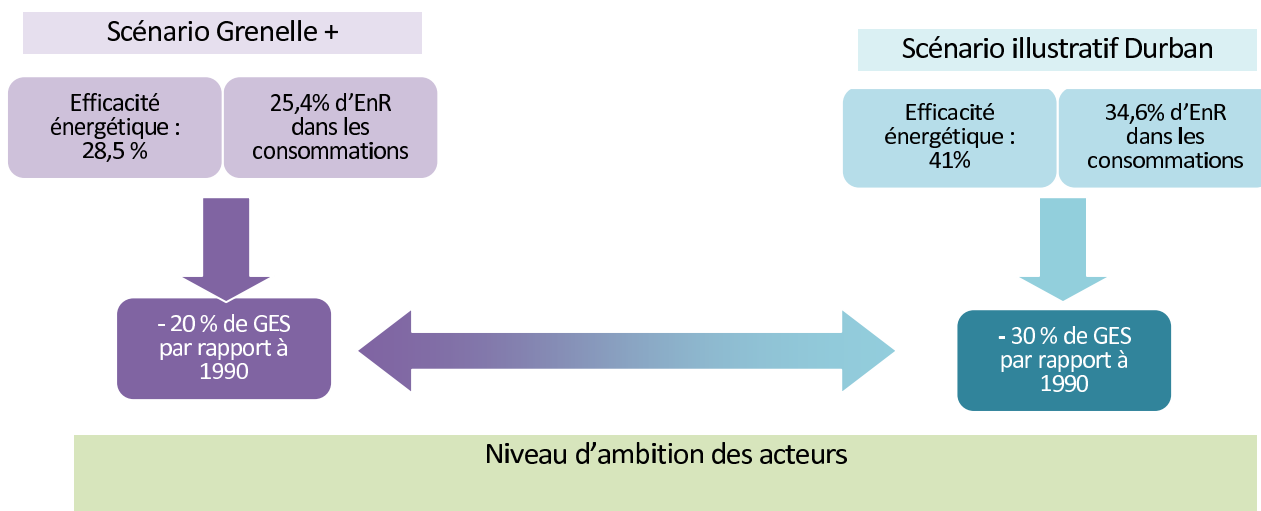 Scénario Grenelle +
Efficacité
énergétique :
28,5 %
25,4% d'EnR
dans les
consommations
- 20 % de GES
par rapport à
1990
Scénario illustratif Durban
Efficacité
énergétique :
41%
34,6% d'EnR
dans les
consommations
- 30 % de GES
par rapport à
1990
Niveau d'ambition des acteurs